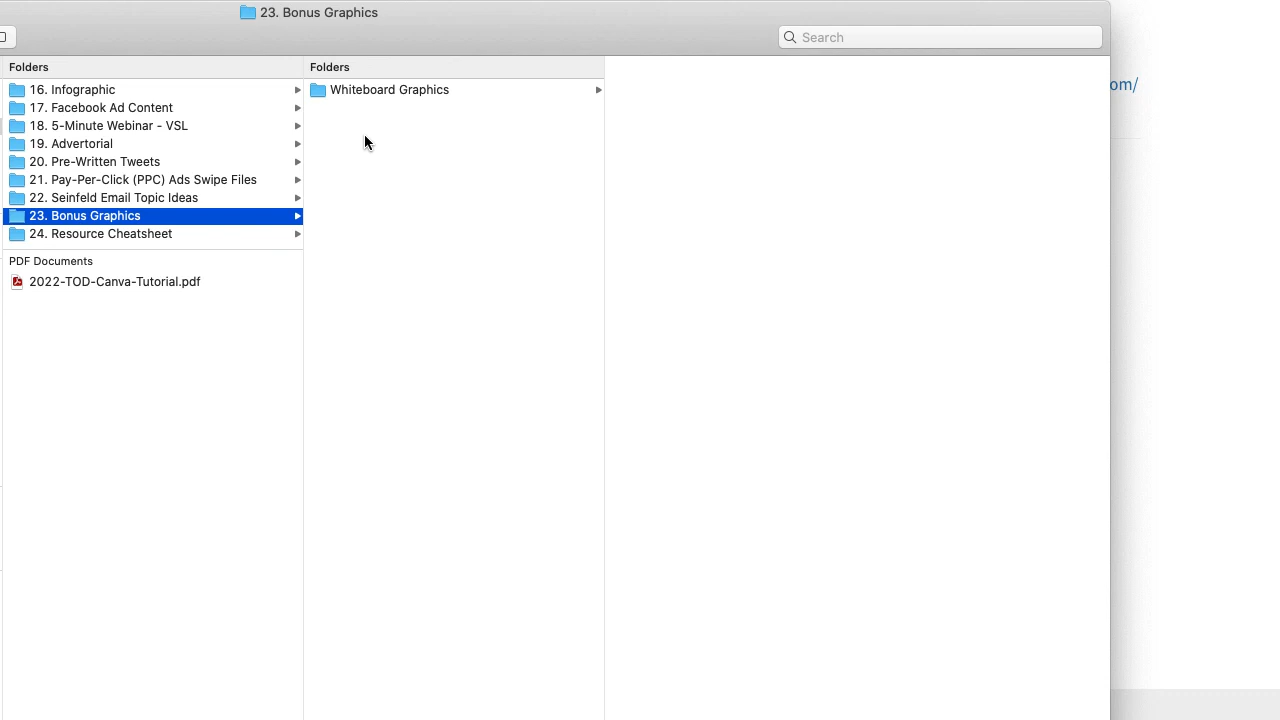 23. Bonus Graphics
Search
om/
Folders
16. Infographic
17. Facebook Ad Content
18. 5-Minute Webinar - VSL
19. Advertorial
20. Pre-Written Tweets
21. Pay-Per-Click (PPC) Ads Swipe Files
22. Seinfeld Email Topic Ideas
23. Bonus Graphics
24. Resource Cheatsheet
PDF Documents
2022-TOD-Canva-Tutorial.pdf
Folders
Whiteboard Graphics